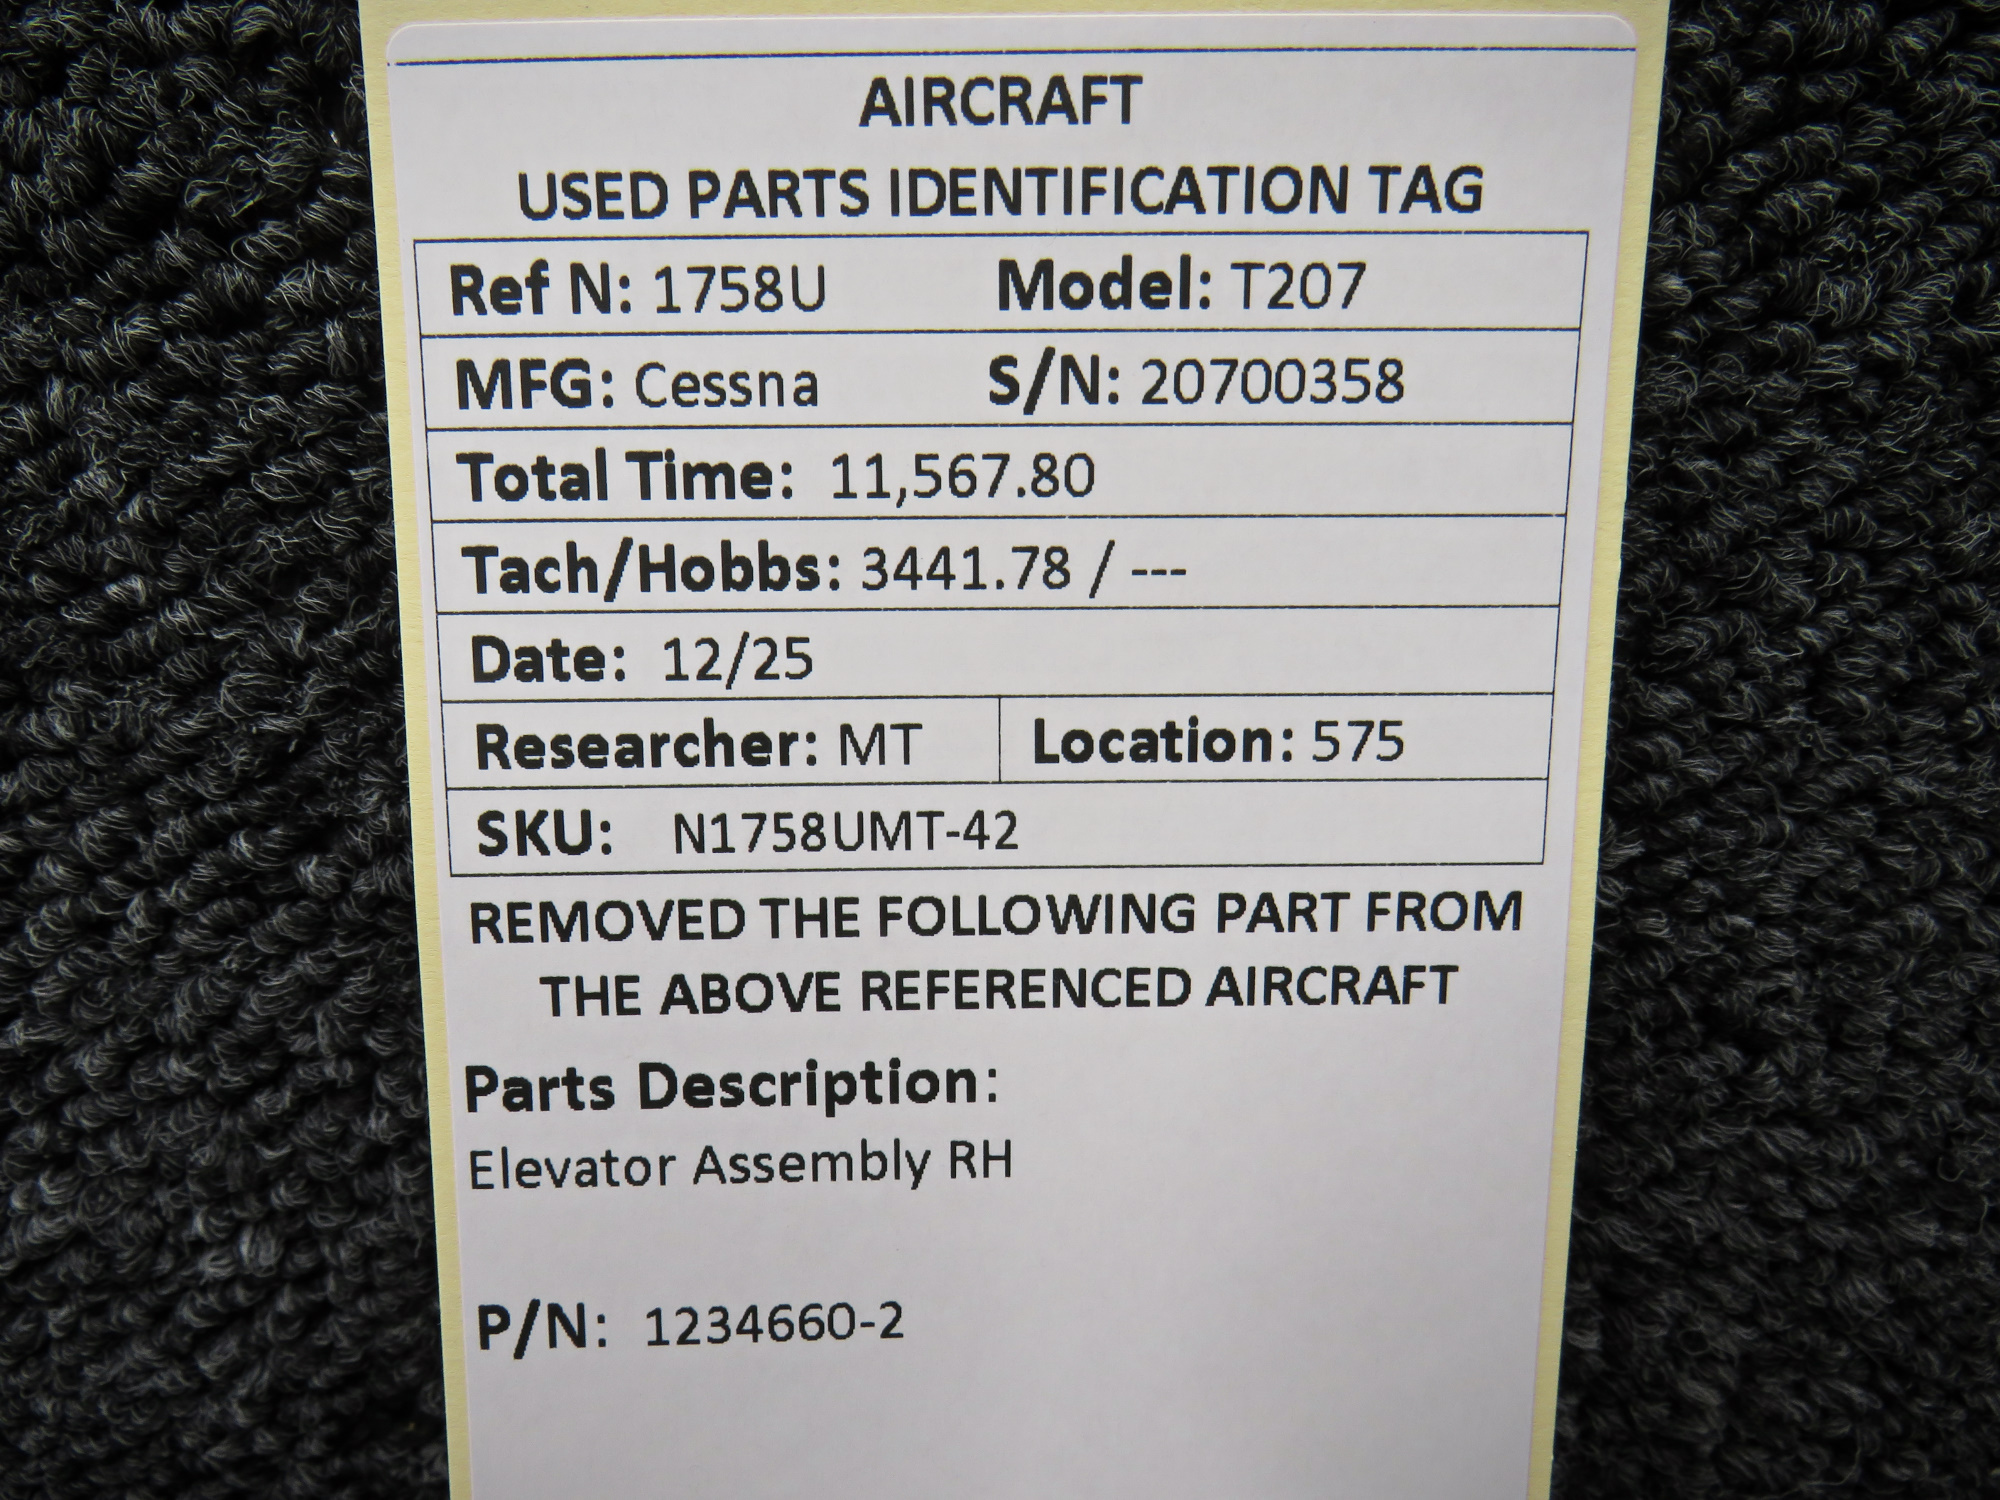 AIRCRAFT
USED PARTS IDENTIFICATION TAG
Ref N: 1758U Model: T207
MFG: Cessna S/N: 20700358
Total Time: 11,567.80
Tach/Hobbs: 3441.78 / ---
Date: 12/25
Researcher: MT Location: 575
SKU: N1758UMT-42
REMOVED THE FOLLOWING PART FROM
THE ABOVE REFERENCED AIRCRAFT
Parts Description:
Elevator Assembly RH
P/N: 1234660-2